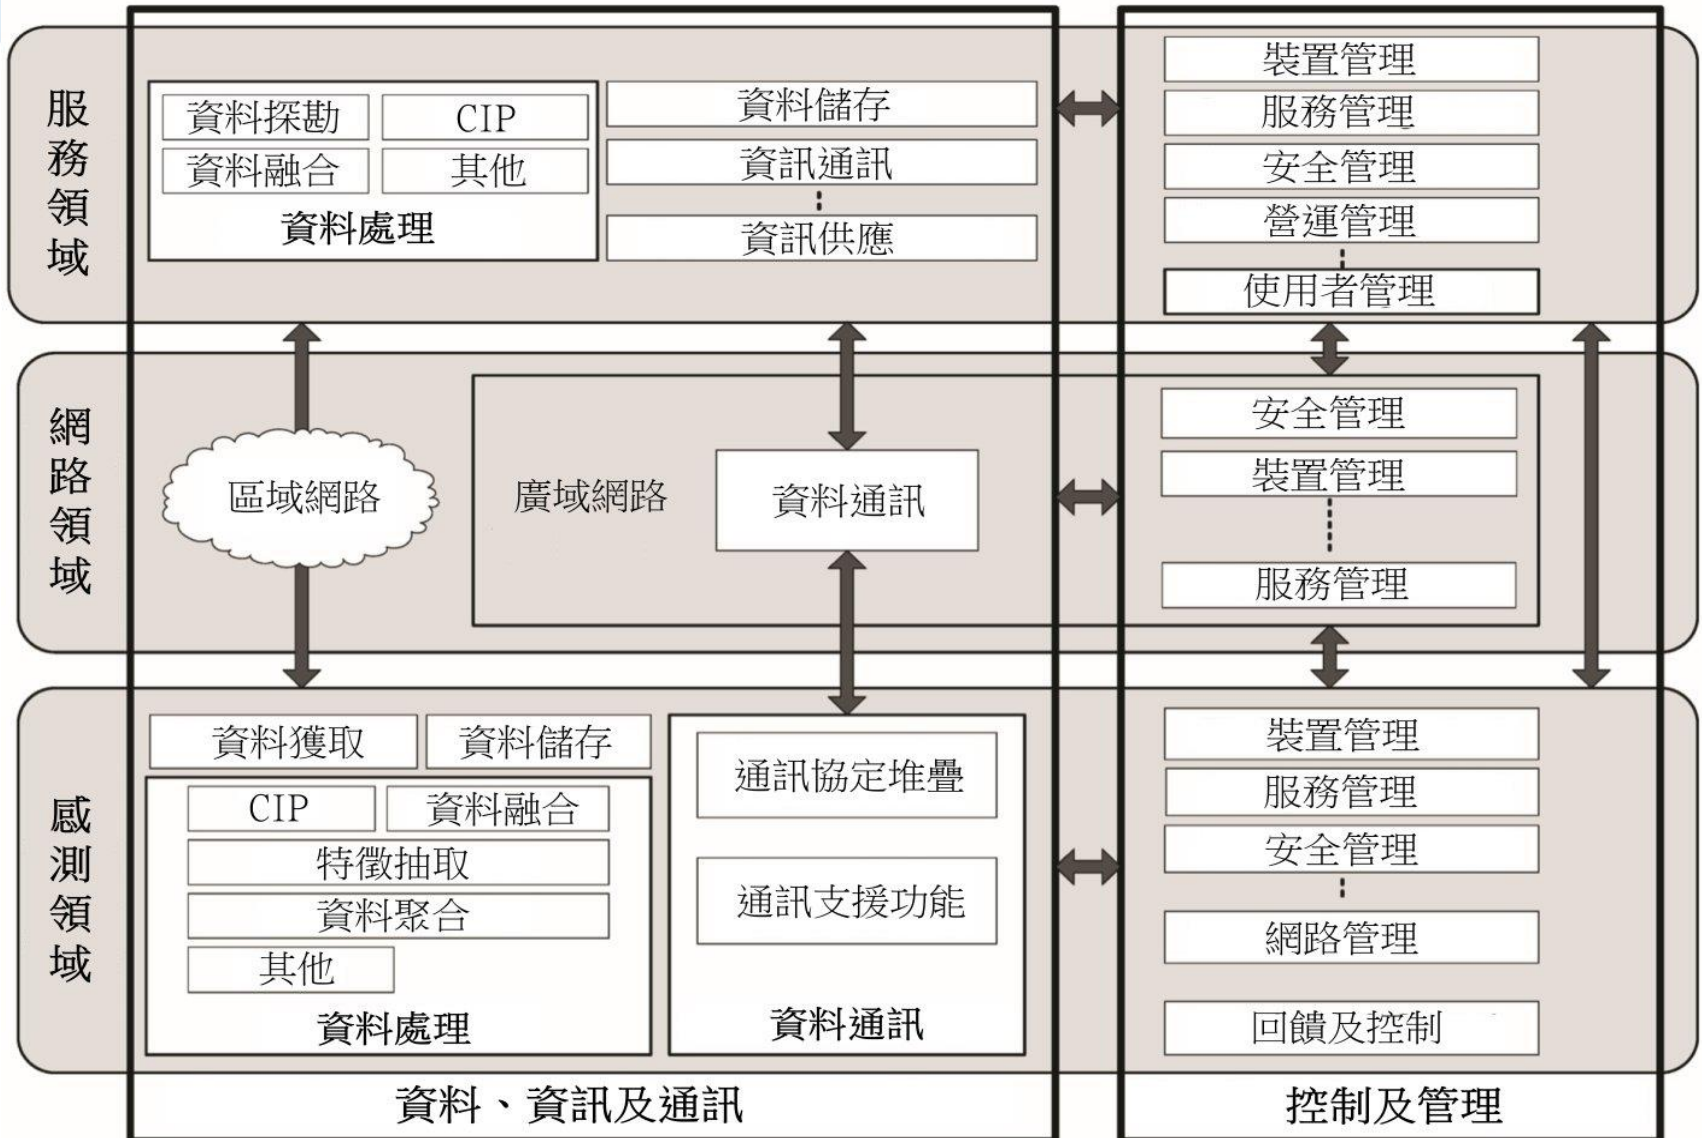 服務領域
資料探勘
CIP
資料融合
其他
資料處理
資料儲存
資訊通訊
資訊供應
裝置管理
服務管理
安全管理
營運管理
使用者管理
網路領域
區域網路
廣域網路
資料通訊
安全管理
裝置管理
服務管理
感測領域
資料獲取
資料儲存
CIP
資料融合
特徵抽取
資料聚合
其他
資料處理
通訊協定堆疊
通訊支援功能
資料通訊
裝置管理
服務管理
安全管理
網路管理
回饋及控制
資料、資訊及通訊
控制及管理